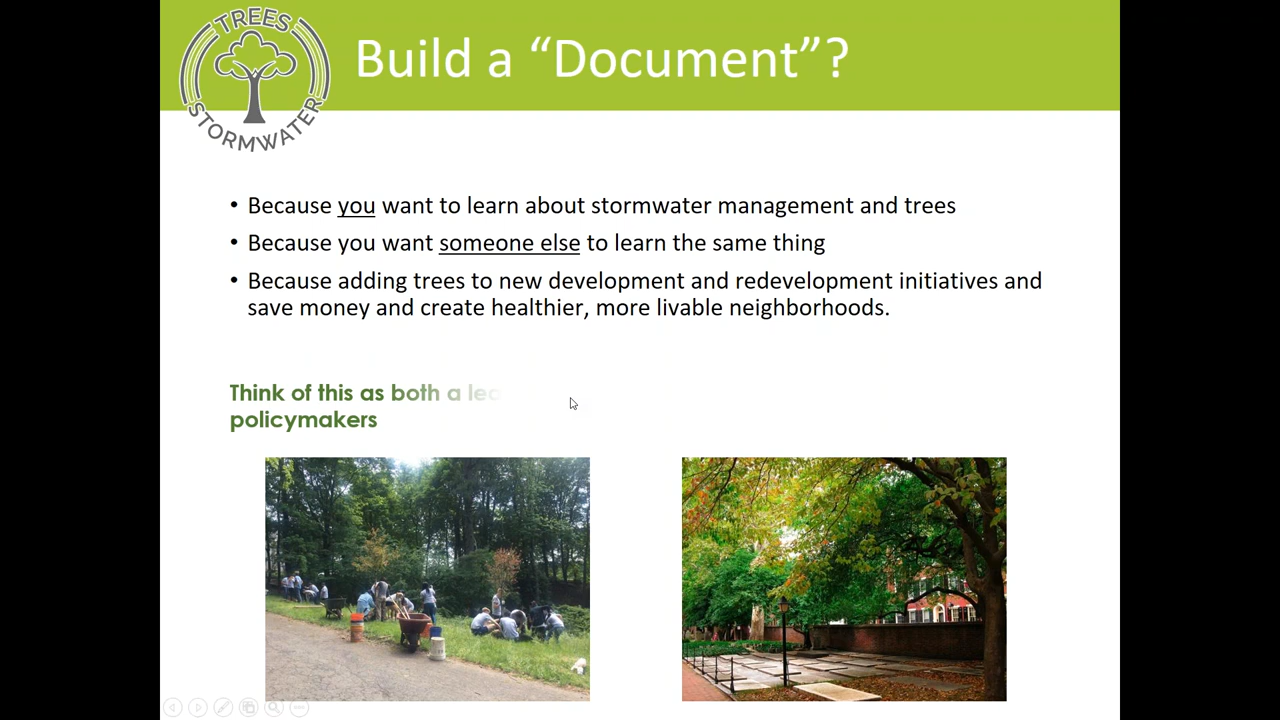 TREES
STORMWATER
Build a “Document”?
• Because you want to learn about stormwater management and trees
• Because you want someone else to learn the same thing
• Because adding trees to new development and redevelopment initiatives and
save money and create healthier, more livable neighborhoods.
Think of this as both a
policymakers